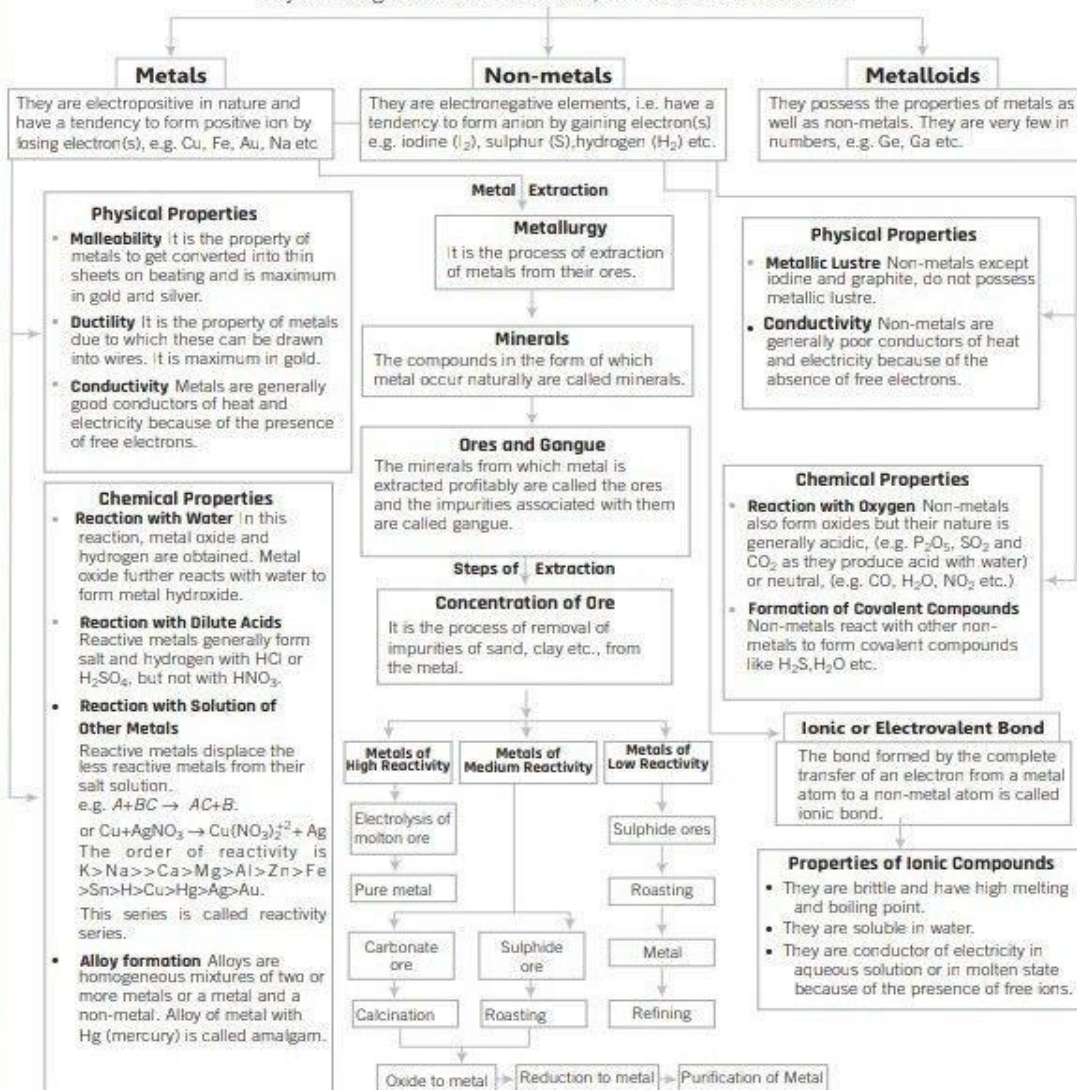 Metals
They are electropositive in nature and
have a tendency to form positive ion by
losing electron(s), e.g. Cu, Fe, Au, Na etc
Non-metals
They are electronegative elements, i.e. have a
tendency to form anion by gaining electron(s)
e.g. iodine (I₂), sulphur (S),hydrogen (H₂) etc.
Metalloids
They possess the properties of metals as
well as non-metals. They are very few in
numbers, e.g. Ge, Ga etc.
Physical Properties
• Malleability It is the property of
metals to get converted into thin
sheets on beating and is maximum
in gold and silver.
• Ductility It is the property of metals
due to which these can be drawn
into wires. It is maximum in gold.
• Conductivity Metals are generally
good conductors of heat and
electricity because of the presence
of free electrons.
Chemical Properties
• Reaction with Water In this
reaction, metal oxide and
hydrogen are obtained. Metal
oxide further reacts with water to
form metal hydroxide.
• Reaction with Dilute Acids
Reactive metals generally form
salt and hydrogen with HCl or
H₂SO₄, but not with HNO₃.
• Reaction with Solution of
Other Metals
Reactive metals displace the
less reactive metals from their
salt solution.
e.g. A+BC → AC+B.
or Cu+AgNO₃ → Cu(NO₃)₂⁺² + Ag
The order of reactivity is
K>Na>>Ca>Mg>Al>Zn>Fe
>Sn>H>Cu>Hg>Ag>Au.
This series is called reactivity
series.
• Alloy formation Alloys are
homogeneous mixtures of two or
more metals or a metal and a
non-metal. Alloy of metal with
Hg (mercury) is called amalgam.
Metal Extraction
Metallurgy
It is the process of extraction
of metals from their ores.
Minerals
The compounds in the form of which
metal occur naturally are called minerals.
Ores and Gangue
The minerals from which metal is
extracted profitably are called the ores
and the impurities associated with them
are called gangue.
Steps of Extraction
Concentration of Ore
It is the process of removal of
impurities of sand, clay etc., from
the metal.
Metals of
High Reactivity
Electrolysis of
molton ore
Pure metal
Metals of
Medium Reactivity
Carbonate
ore
Calcination
Sulphide
ore
Roasting
Oxide to metal
Reduction to metal
Purification of Metal
Metals of
Low Reactivity
Sulphide ores
Roasting
Metal
Refining
Physical Properties
• Metallic Lustre Non-metals except
iodine and graphite, do not possess
metallic lustre.
• Conductivity Non-metals are
generally poor conductors of heat
and electricity because of the
absence of free electrons.
Chemical Properties
• Reaction with Oxygen Non-metals
also form oxides but their nature is
generally acidic, (e.g. P₂O₅, SO₂ and
CO₂ as they produce acid with water)
or neutral, (e.g. CO, H₂O, NO₂ etc.)
• Formation of Covalent Compounds
Non-metals react with other non-
metals to form covalent compounds
like H₂S,H₂O etc.
Ionic or Electrovalent Bond
The bond formed by the complete
transfer of an electron from a metal
atom to a non-metal atom is called
ionic bond.
Properties of Ionic Compounds
• They are brittle and have high melting
and boiling point.
• They are soluble in water.
• They are conductor of electricity in
aqueous solution or in molten state
because of the presence of free ions.